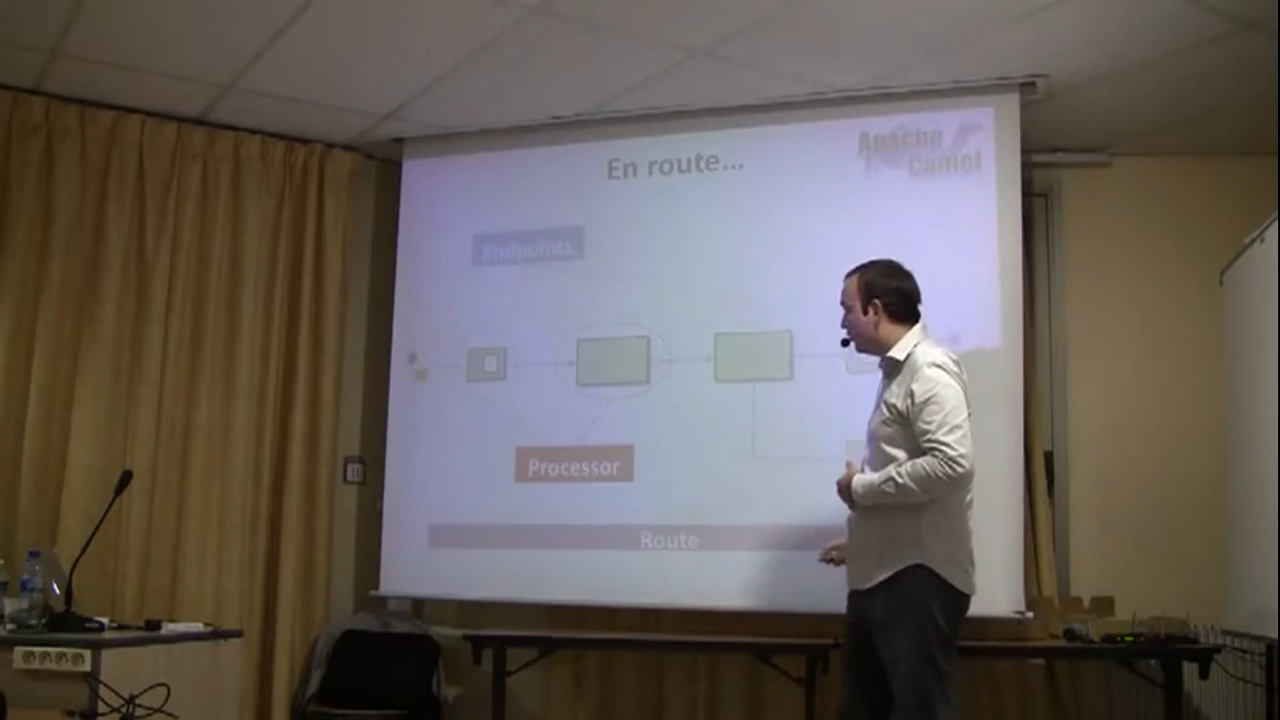 En route...
Apache
Camel
Endpoints
Processor
Route